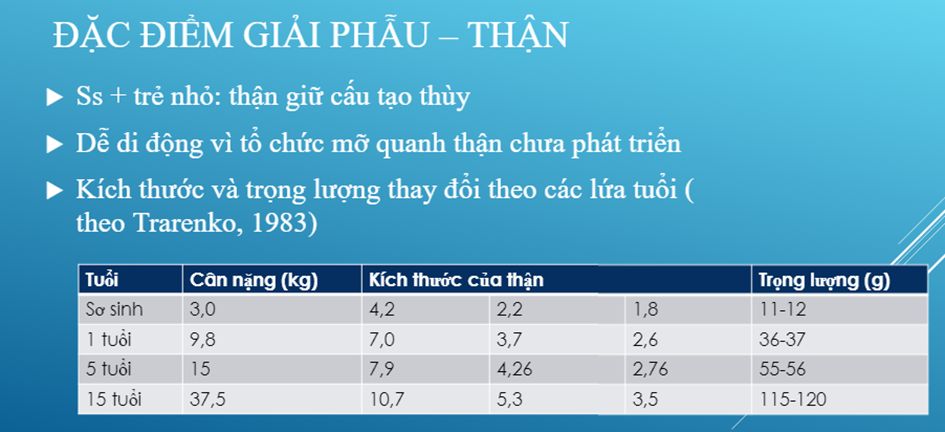 ĐẶC ĐIỂM GIẢI PHẪU – THẬN
Ss + trẻ nhỏ: thận giữ cấu tạo thùy
Dễ di động vì tổ chức mỡ quanh thận chưa phát triển
Kích thước và trọng lượng thay đổi theo các lứa tuổi (
theo Trarenko, 1983)
Tuổi Cân nặng (kg) Kích thước của thận Trọng lượng (g)
Sơ sinh 3,0 4,2 2,2 1,8 11-12
1 tuổi 9,8 7,0 3,7 2,6 36-37
5 tuổi 15 7,9 4,26 2,76 55-56
15 tuổi 37,5 10,7 5,3 3,5 115-120